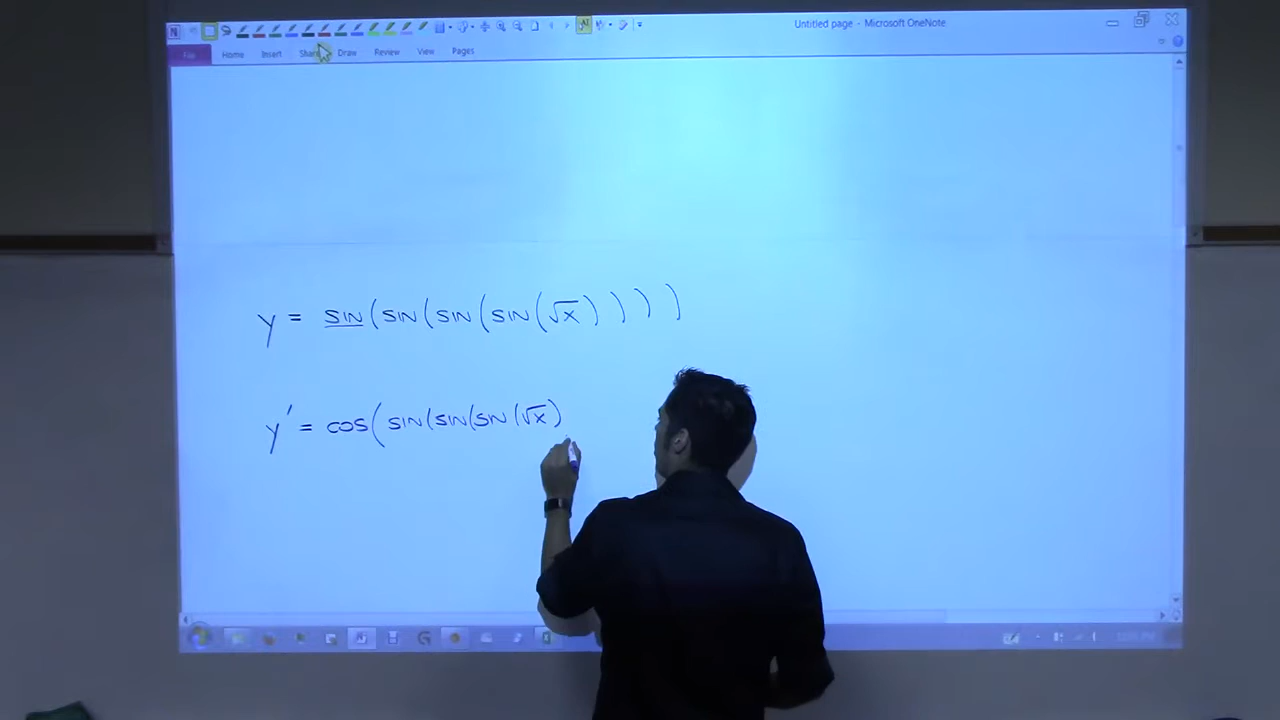 Untitled page - Microsoft OneNote
File Home Insert Share Draw Review View Pages
y = sin(sin(sin(sin(√x))))
y' = cos(sin(sin(sin(√x)